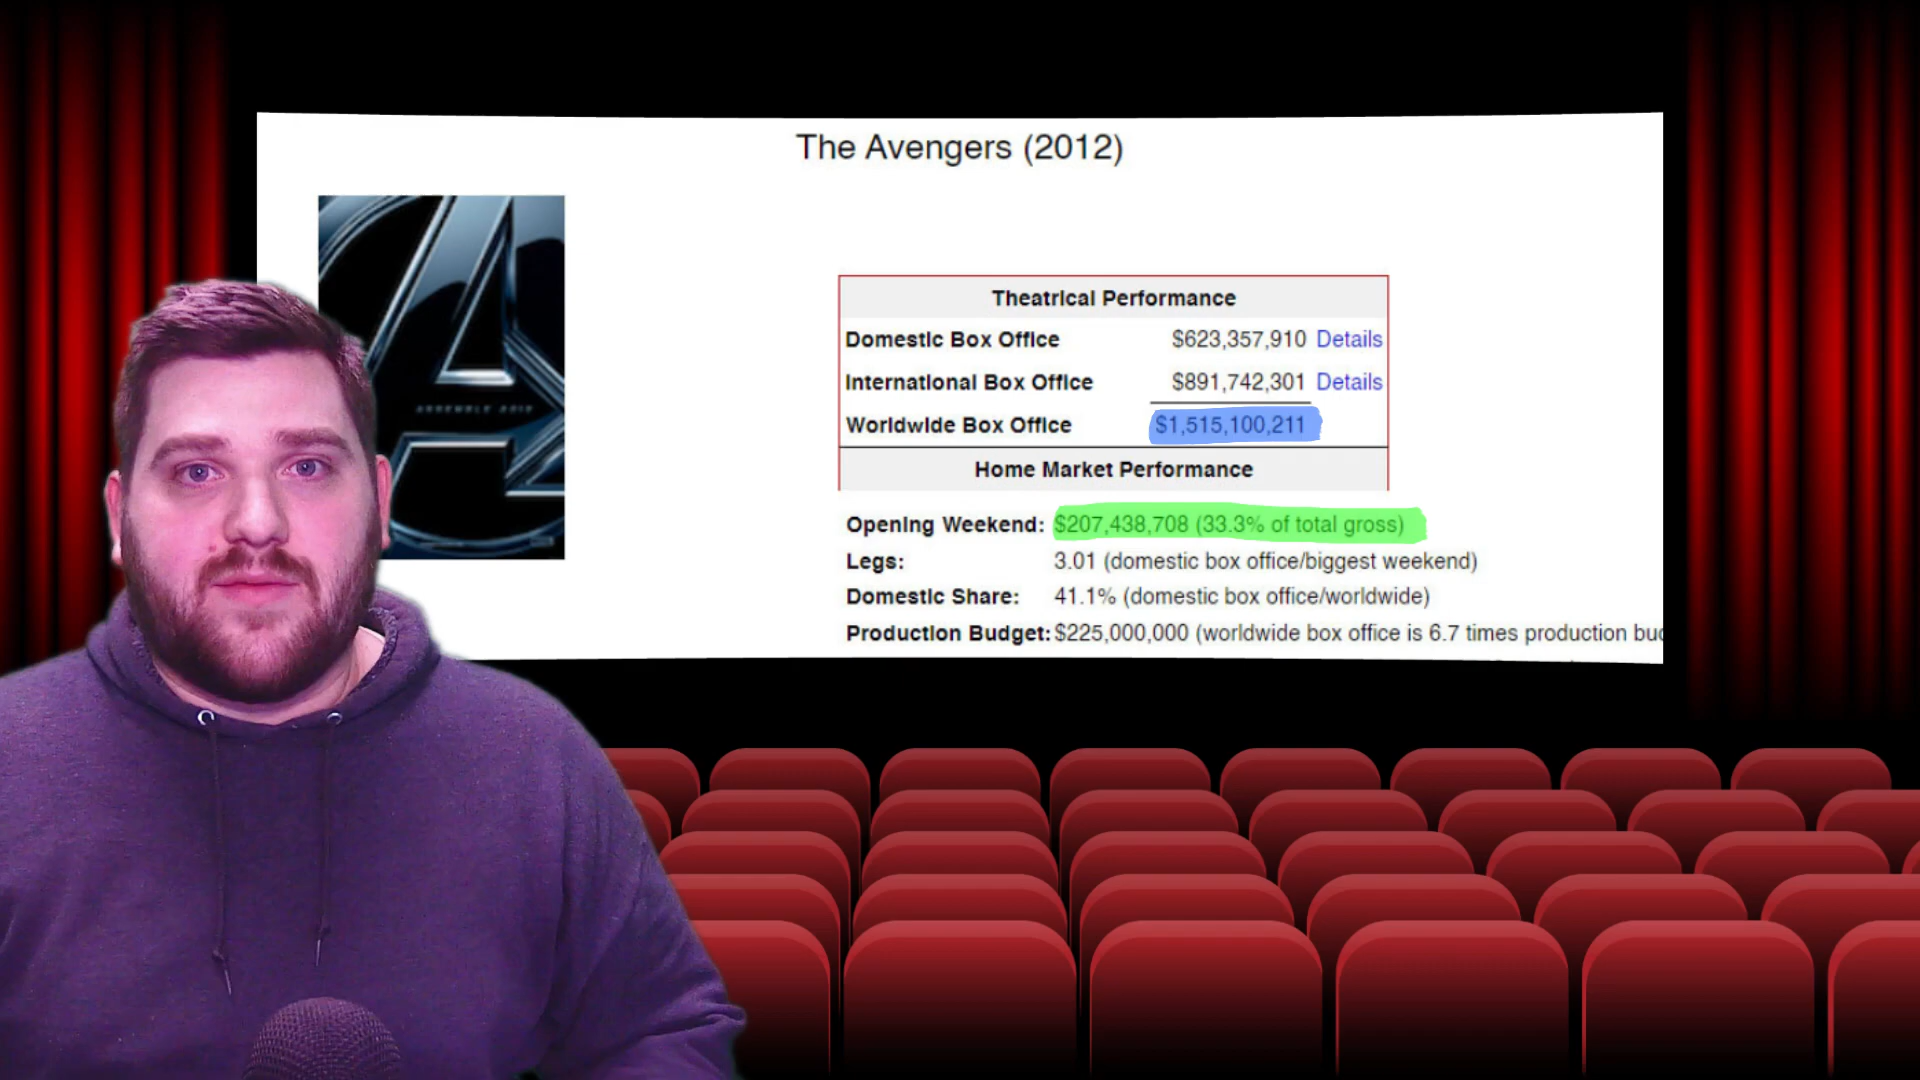 The Avengers (2012)
ASSEMBLE 2012
Theatrical Performance
Domestic Box Office $623,357,910 Details
International Box Office $891,742,301 Details
Worldwide Box Office $1,515,100,211
Home Market Performance
Opening Weekend: $207,438,708 (33.3% of total gross)
Legs: 3.01 (domestic box office/biggest weekend)
Domestic Share: 41.1% (domestic box office/worldwide)
Production Budget: $225,000,000 (worldwide box office is 6.7 times production